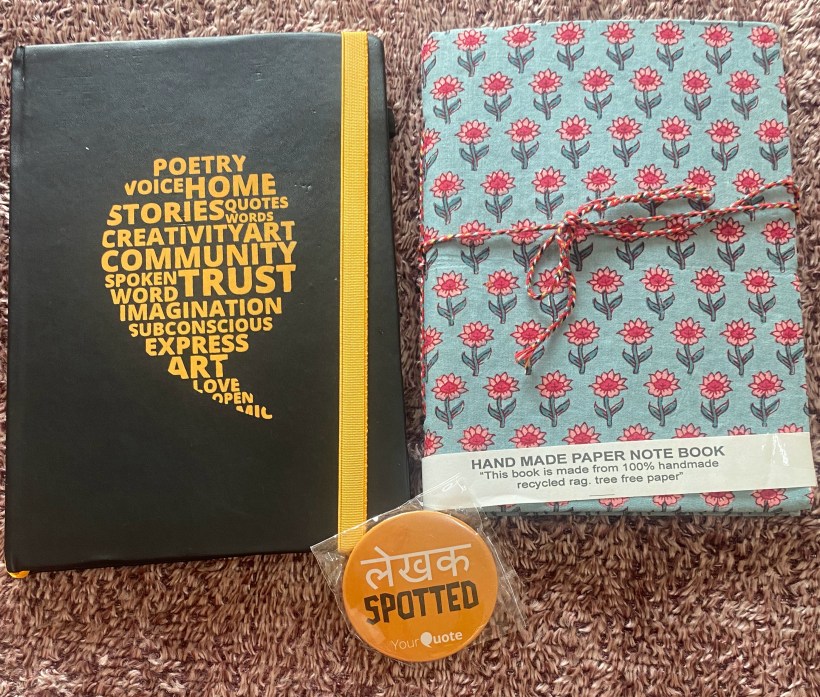 POETRY
VOICE HOME
STORIES QUOTES
WORDS
CREATIVITY ART
COMMUNITY
SPOKEN TRUST
WORD
IMAGINATION
SUBCONSCIOUS
EXPRESS
ART
LOVE
OPEN
MIC
HAND MADE PAPER NOTE BOOK
"This book is made from 100% handmade
recycled rag. tree free paper"
लेखक
SPOTTED
YourQuote